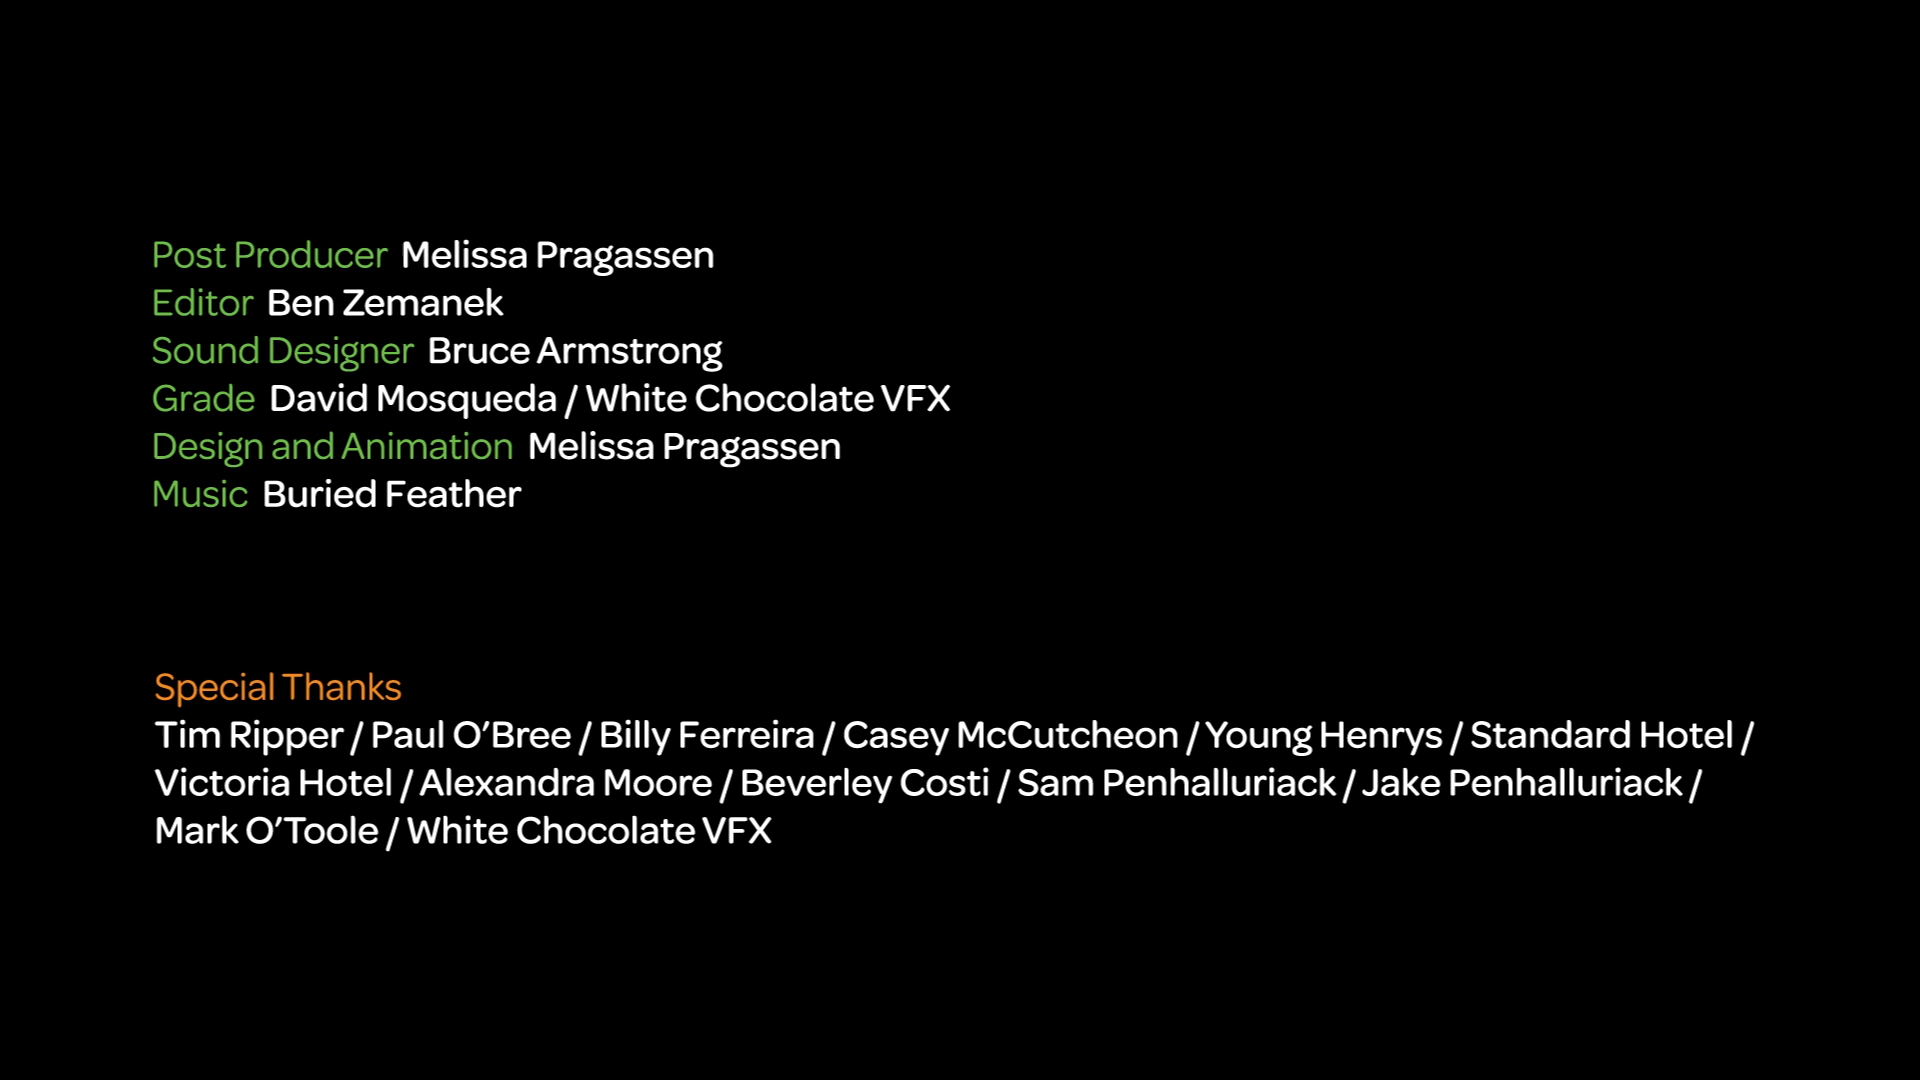 Post Producer Melissa Pragassen
Editor Ben Zemanek
Sound Designer Bruce Armstrong
Grade David Mosqueda / White Chocolate VFX
Design and Animation Melissa Pragassen
Music Buried Feather
Special Thanks
Tim Ripper / Paul O’Bree / Billy Ferreira / Casey McCutcheon / Young Henrys / Standard Hotel /
Victoria Hotel / Alexandra Moore / Beverley Costi / Sam Penhalluriack / Jake Penhalluriack /
Mark O’Toole / White Chocolate VFX